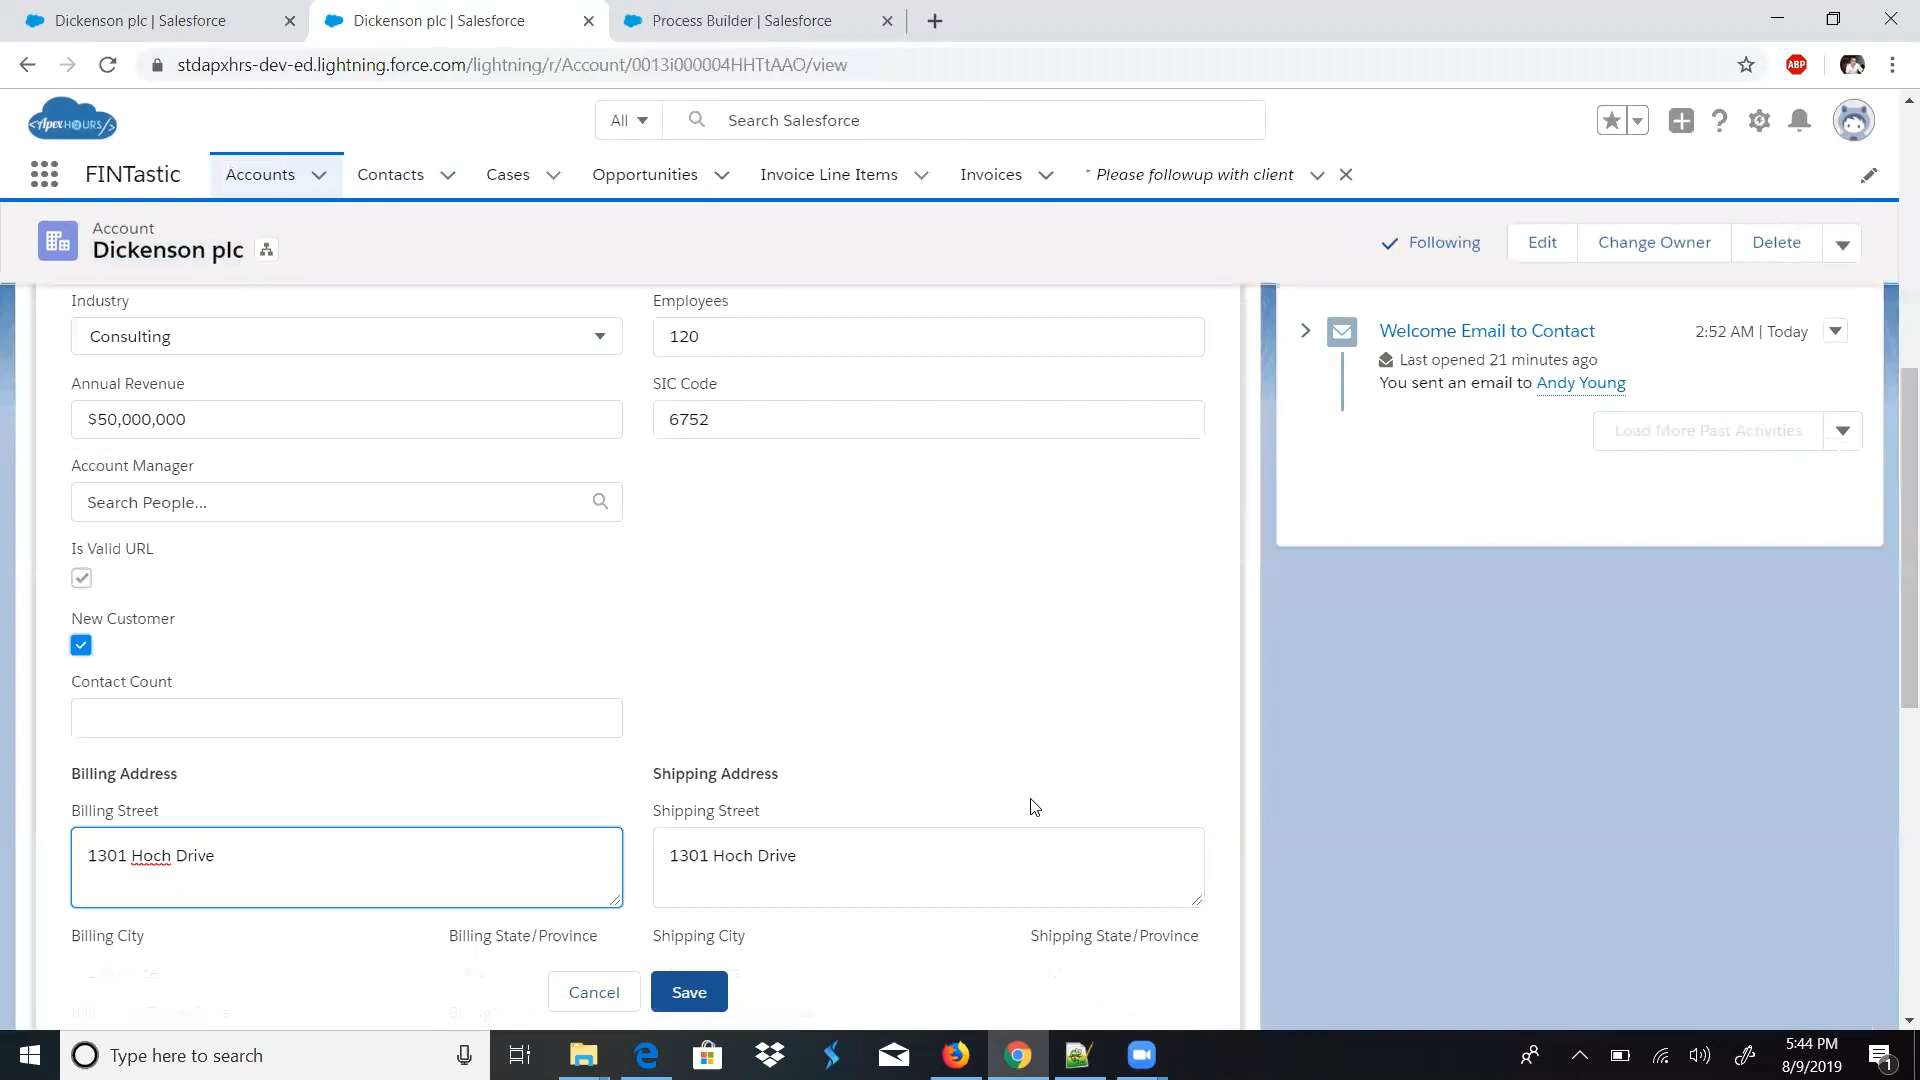 Dickenson plc | Salesforce
Dickenson plc | Salesforce
Process Builder | Salesforce
stdapxhrs-dev-ed.lightning.force.com/lightning/r/Account/0013i000004HHTtAAO/view
ABP
<ApexHOURS/>
All
Search Salesforce
FINTastic
Accounts
Contacts
Cases
Opportunities
Invoice Line Items
Invoices
* Please followup with client
Account
Dickenson plc
Following
Edit
Change Owner
Delete
Industry
Employees
Consulting
120
Annual Revenue
SIC Code
$50,000,000
6752
Account Manager
Search People...
Is Valid URL
New Customer
Contact Count
Billing Address
Shipping Address
Billing Street
Shipping Street
1301 Hoch Drive
1301 Hoch Drive
Billing City
Billing State/Province
Shipping City
Shipping State/Province
Cancel
Save
Welcome Email to Contact
2:52 AM | Today
Last opened 21 minutes ago
You sent an email to Andy Young
Load More Past Activities
Type here to search
5:44 PM
8/9/2019
1